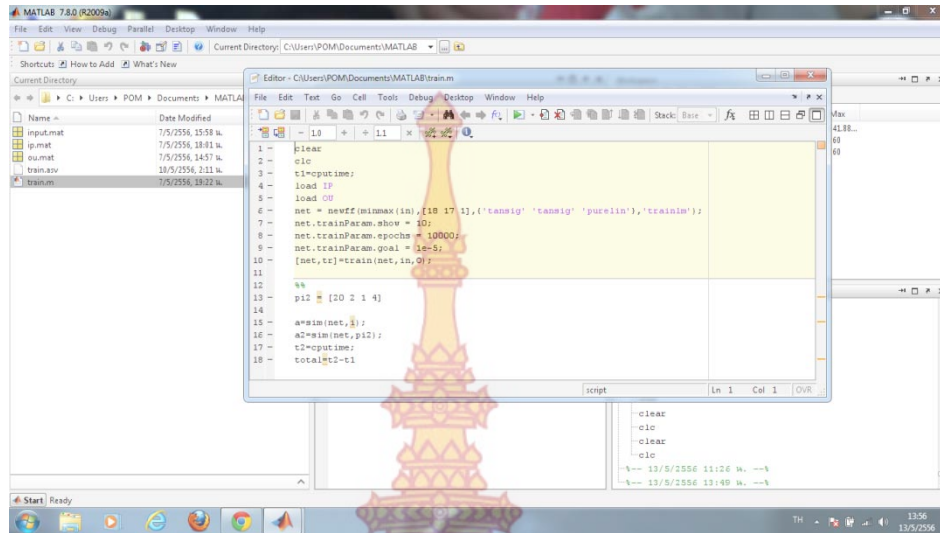 MATLAB 7.8.0 (R2009a)
File Edit View Debug Parallel Desktop Window Help
Current Directory: C:\Users\POM\Documents\MATLAB
Shortcuts How to Add What's New
Current Directory
C: Users POM Documents MATLAB
Name Date Modified
input.mat 7/5/2556, 15:58 น.
ip.mat 7/5/2556, 18:01 น.
ou.mat 7/5/2556, 14:57 น.
train.asv 10/5/2556, 2:11 น.
train.m 7/5/2556, 19:22 น.
Editor - C:\Users\POM\Documents\MATLAB\train.m
File Edit Text Go Cell Tools Debug Desktop Window Help
Stack: Base
- 1.0 + ÷ 1.1 ×
1 - clear
2 - clc
3 - t1=cputime;
4 - load IP
5 - load OU
6 - net = newff(minmax(in),[18 17 1],{'tansig' 'tansig' 'purelin'},'trainlm');
7 - net.trainParam.show = 10;
8 - net.trainParam.epochs = 10000;
9 - net.trainParam.goal = 1e-5;
10 - [net,tr]=train(net,in,O);
11
12 %%
13 - pi2 = [20 2 1 4]
14
15 - a=sim(net,i);
16 - a2=sim(net,pi2);
17 - t2=cputime;
18 - total=t2-t1
script Ln 1 Col 1 OVR
Max
41.88...
60
60
clear
clc
clear
clc
%-- 13/5/2556 11:26 น. --%
%-- 13/5/2556 13:49 น. --%
Start Ready
TH 13:56
13/5/2556